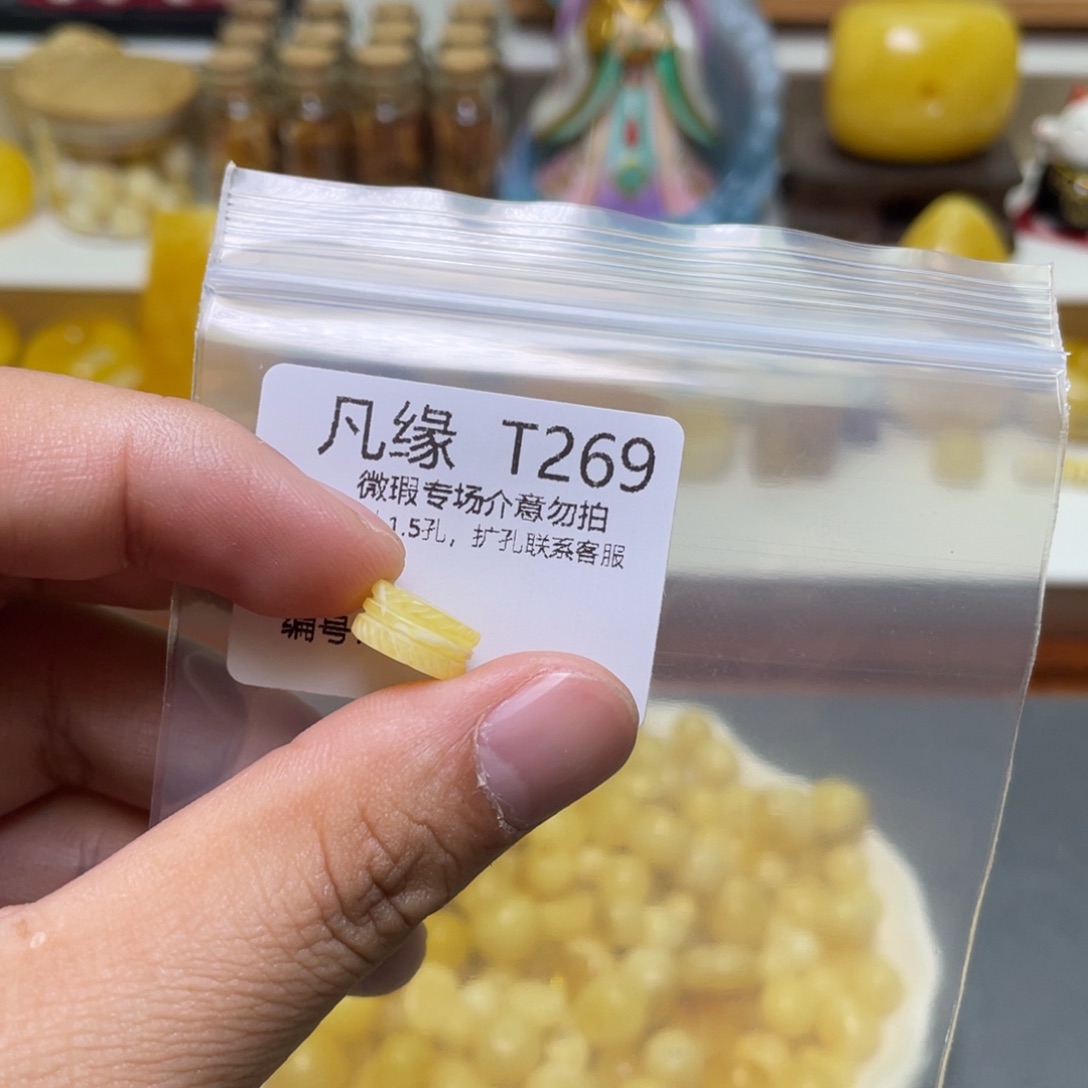 凡缘 T269
微瑕专场介意勿拍
1.5孔，扩孔联系客服
编号